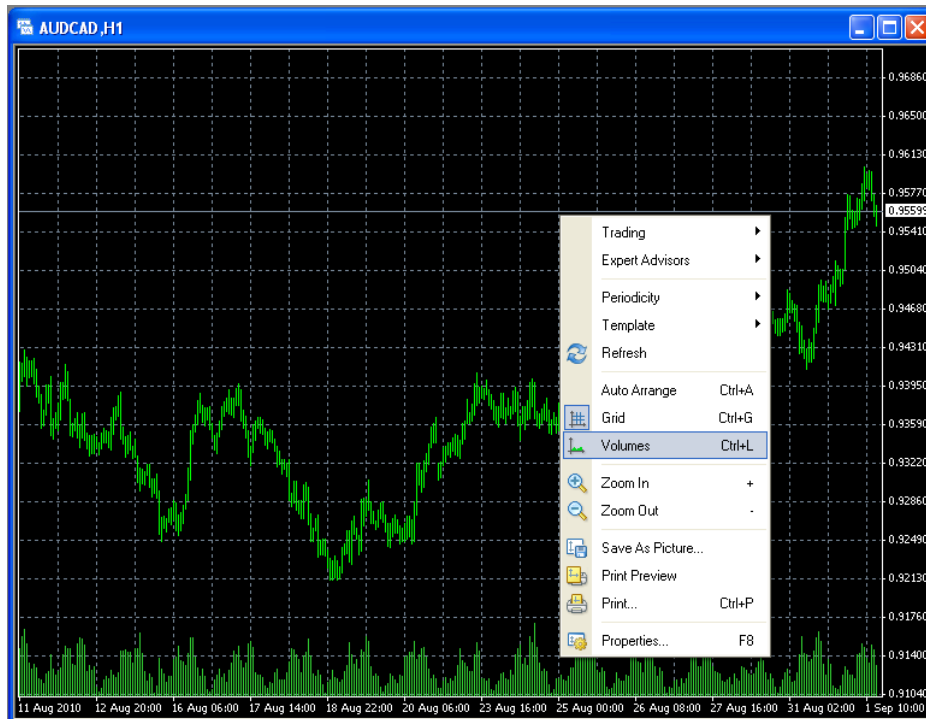 AUDCAD,H1
0.96860
0.96500
0.96130
0.95770
0.95599
0.95410
0.95040
0.94680
0.94310
0.93950
0.93590
0.93220
0.92860
0.92490
0.92130
0.91760
0.91400
0.91040
Trading
Expert Advisors
Periodicity
Template
Refresh
Auto Arrange Ctrl+A
Grid Ctrl+G
Volumes Ctrl+L
Zoom In +
Zoom Out -
Save As Picture...
Print Preview
Print... Ctrl+P
Properties... F8
11 Aug 2010 12 Aug 20:00 16 Aug 06:00 17 Aug 14:00 18 Aug 22:00 20 Aug 06:00 23 Aug 16:00 25 Aug 00:00 26 Aug 08:00 27 Aug 16:00 31 Aug 02:00 1 Sep 10:00